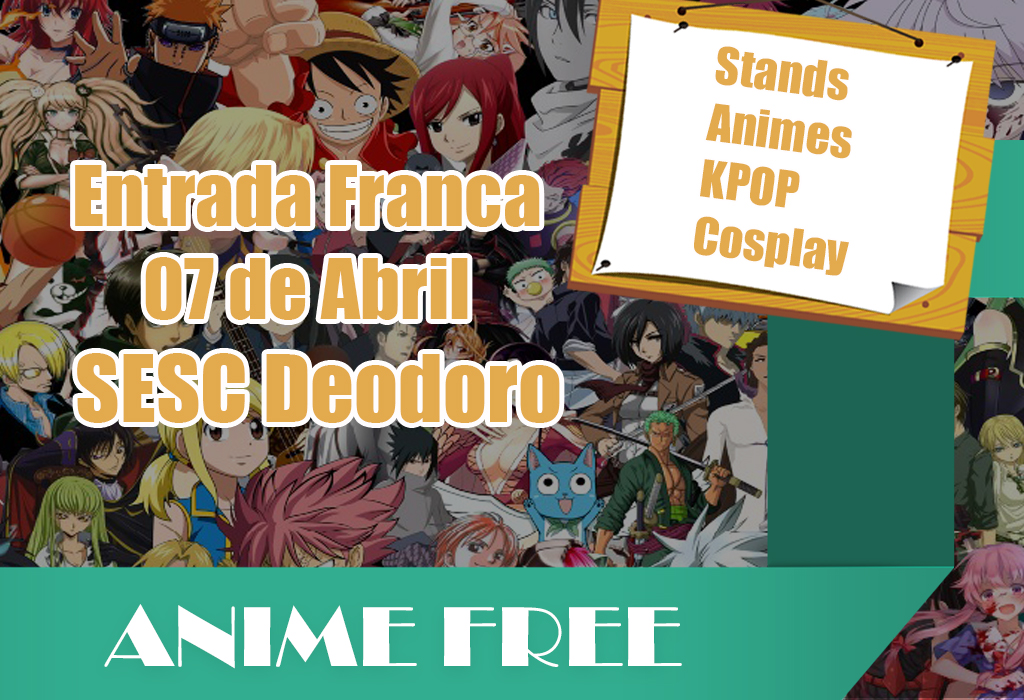 Entrada Franca
07 de Abril
SESC Deodoro
Stands
Animes
KPOP
Cosplay
ANIME FREE